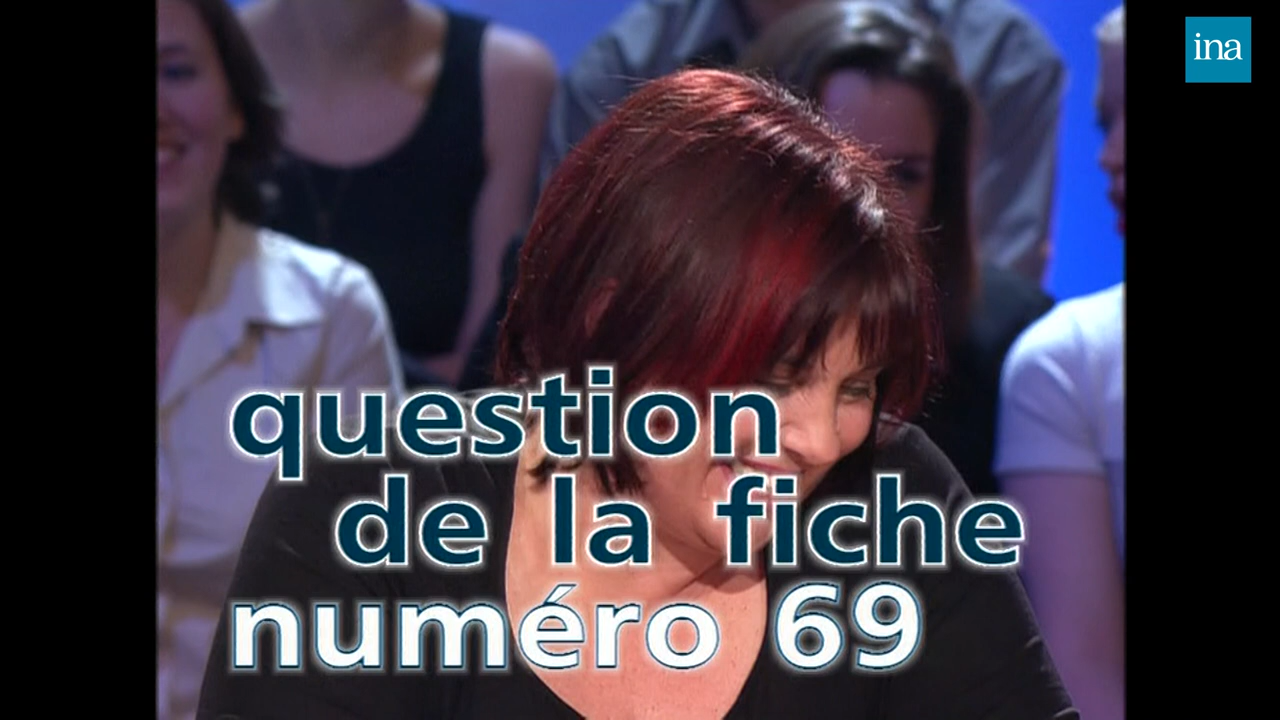 ina
question
de la fiche
numéro 69